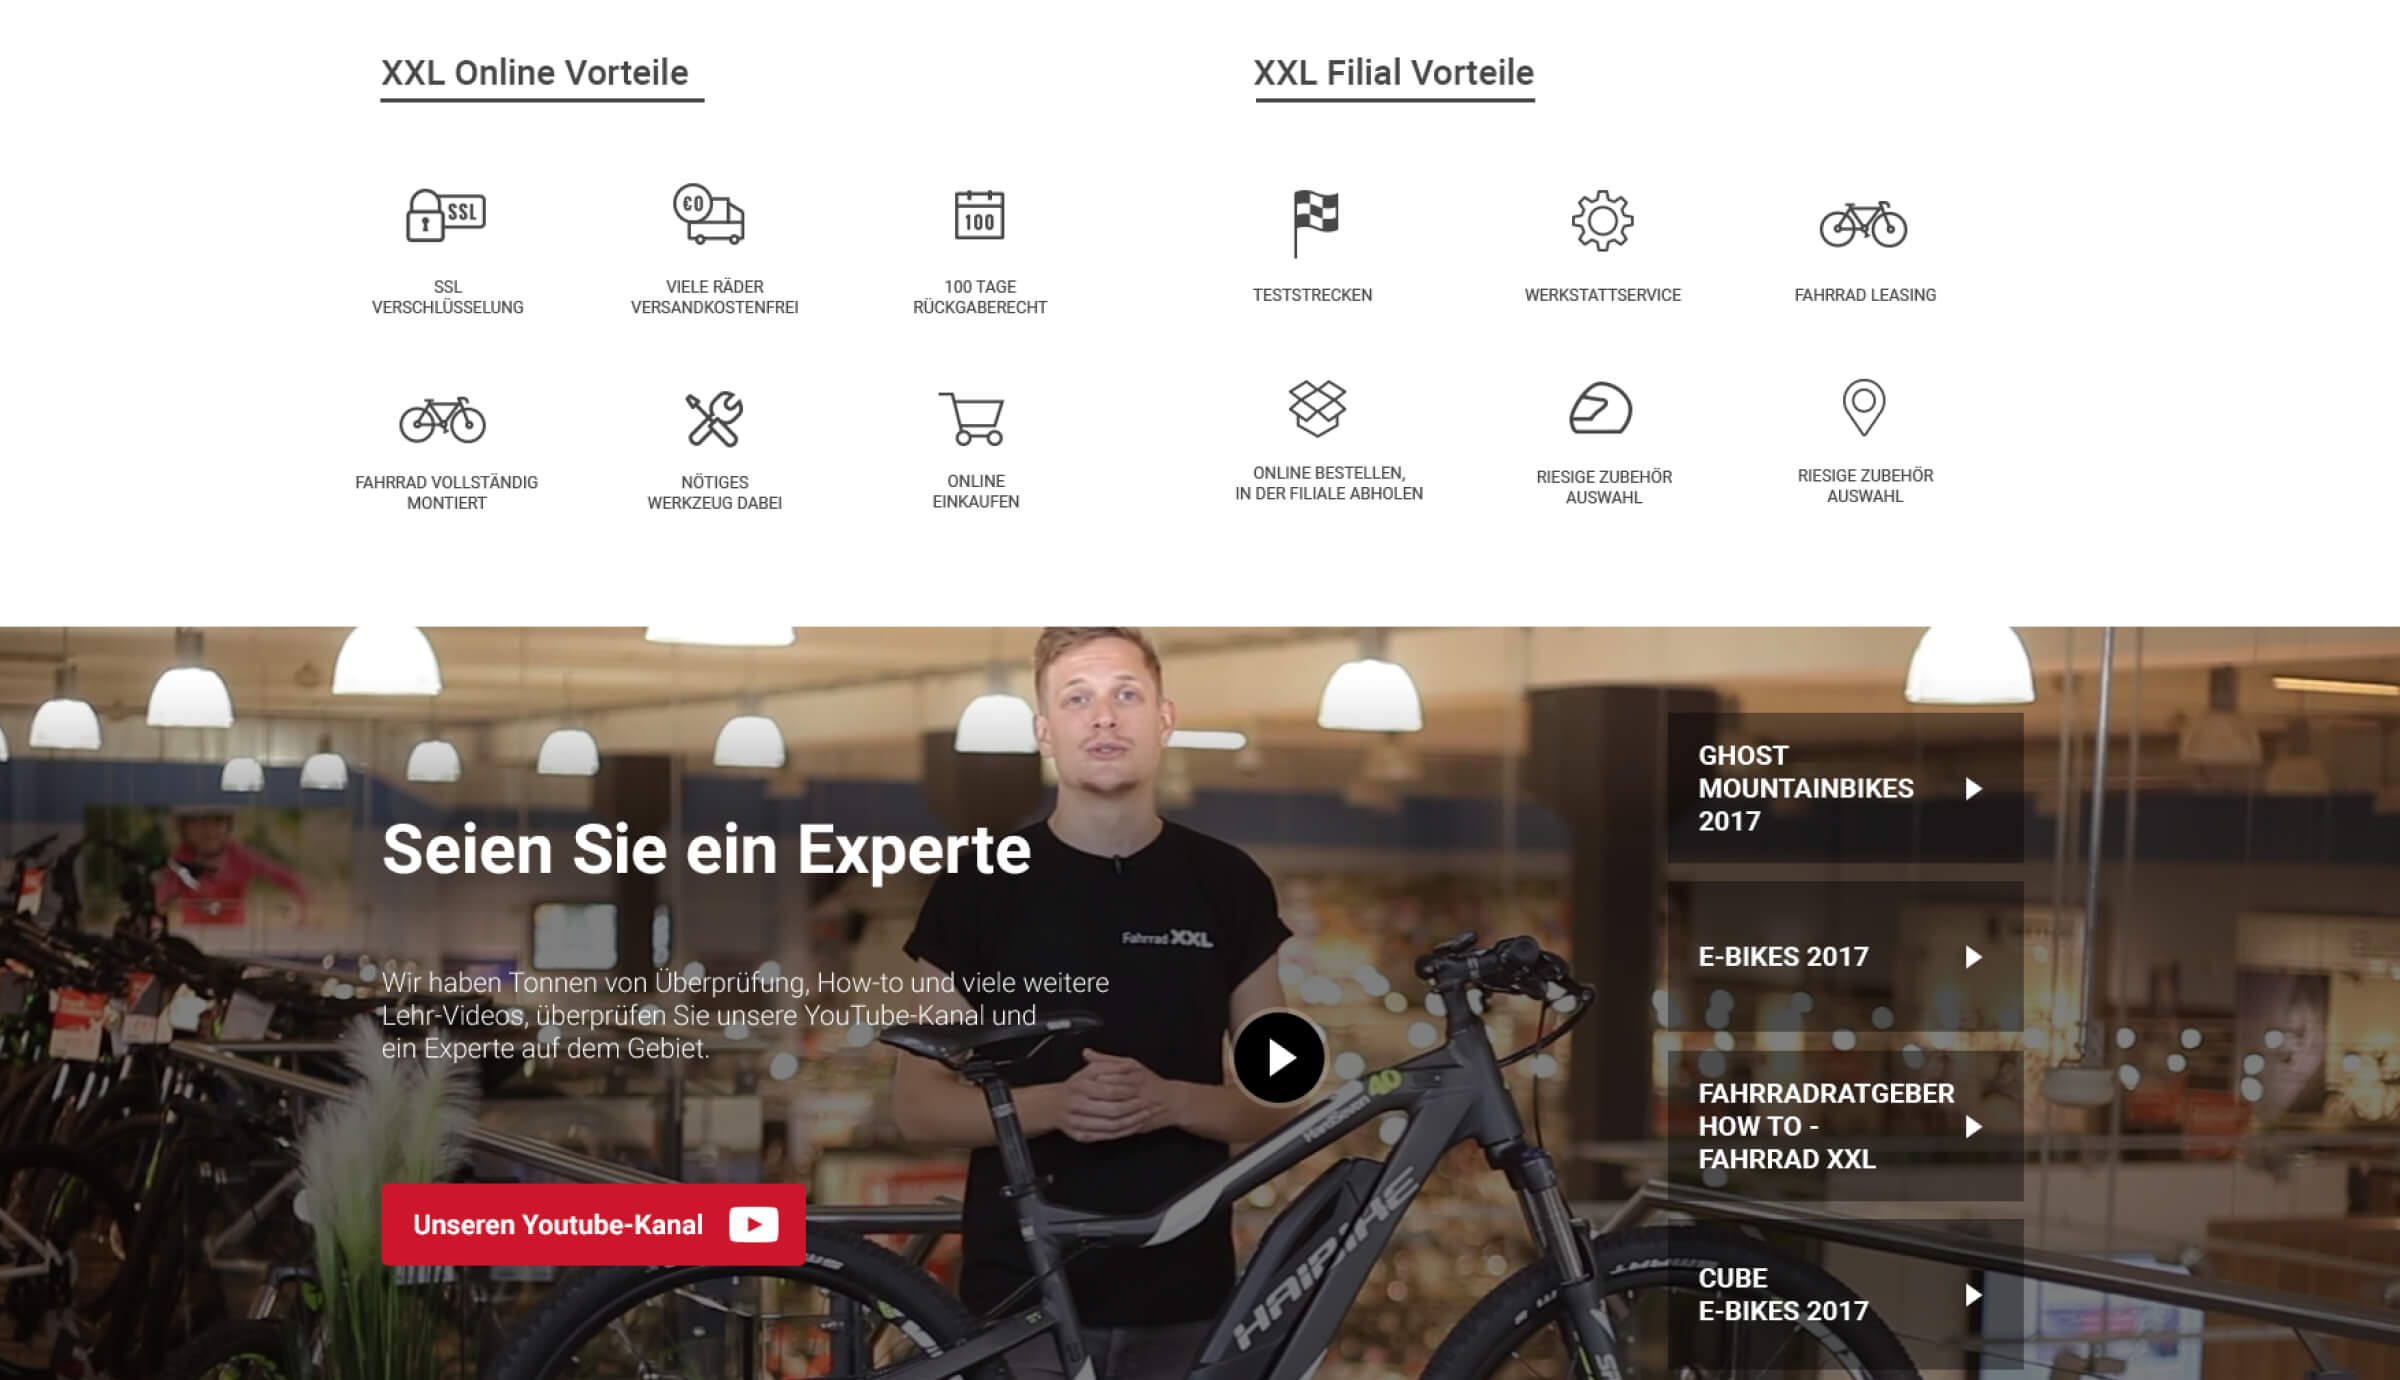 XXL Online Vorteile
SSL
SSL
VERSCHLÜSSELUNG
€0
VIELE RÄDER
VERSANDKOSTENFREI
100
100 TAGE
RÜCKGABERECHT
FAHRRAD VOLLSTÄNDIG
MONTIERT
NÖTIGES
WERKZEUG DABEI
ONLINE
EINKAUFEN
XXL Filial Vorteile
TESTSTRECKEN
WERKSTATTSERVICE
FAHRRAD LEASING
ONLINE BESTELLEN,
IN DER FILIALE ABHOLEN
RIESIGE ZUBEHÖR
AUSWAHL
RIESIGE ZUBEHÖR
AUSWAHL
Seien Sie ein Experte
Wir haben Tonnen von Überprüfung, How-to und viele weitere
Lehr-Videos, überprüfen Sie unsere YouTube-Kanal und
ein Experte auf dem Gebiet.
Unseren Youtube-Kanal
Fahrrad XXL
HardSeven 4.0
HAIBIKE
GHOST
MOUNTAINBIKES
2017
E-BIKES 2017
FAHRRADRATGEBER
HOW TO -
FAHRRAD XXL
CUBE
E-BIKES 2017